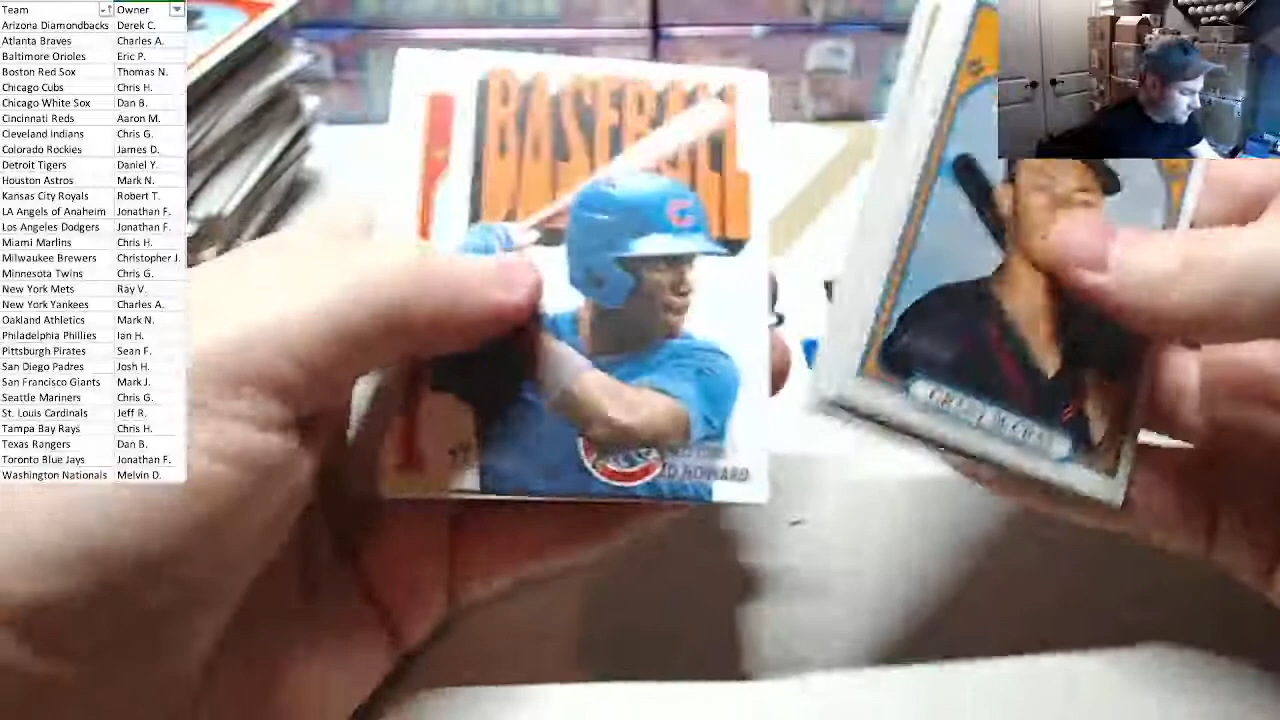 Team Owner
Arizona Diamondbacks Derek C.
Atlanta Braves Charles A.
Baltimore Orioles Eric P.
Boston Red Sox Thomas N.
Chicago Cubs Chris H.
Chicago White Sox Dan B.
Cincinnati Reds Aaron M.
Cleveland Indians Chris G.
Colorado Rockies James D.
Detroit Tigers Daniel Y.
Houston Astros Mark N.
Kansas City Royals Robert T.
LA Angels of Anaheim Jonathan F.
Los Angeles Dodgers Jonathan F.
Miami Marlins Chris H.
Milwaukee Brewers Christopher J.
Minnesota Twins Chris G.
New York Mets Ray V.
New York Yankees Charles A.
Oakland Athletics Mark N.
Philadelphia Phillies Ian H.
Pittsburgh Pirates Sean F.
San Diego Padres Josh H.
San Francisco Giants Mark J.
Seattle Mariners Chris G.
St. Louis Cardinals Jeff R.
Tampa Bay Rays Chris H.
Texas Rangers Dan B.
Toronto Blue Jays Jonathan F.
Washington Nationals Melvin D.
BASEBALL
C
HOWARD